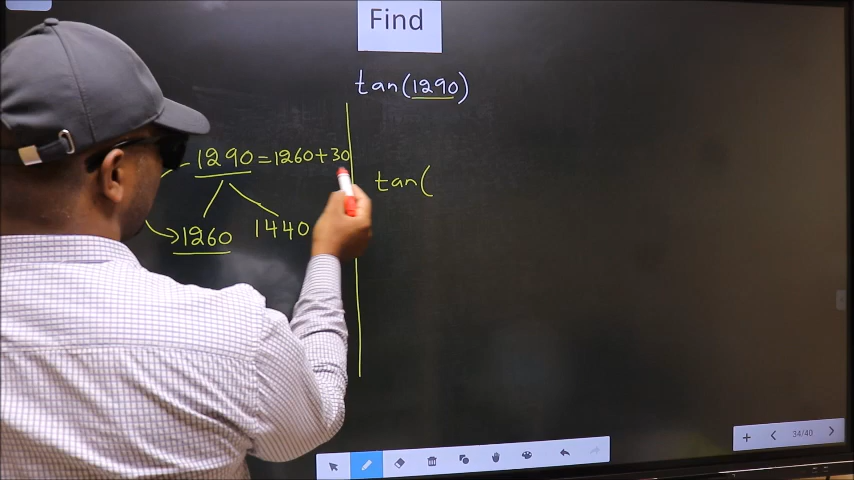 Find
tan(1290)
1290 = 1260 + 30
tan(
1260 1440
34/40